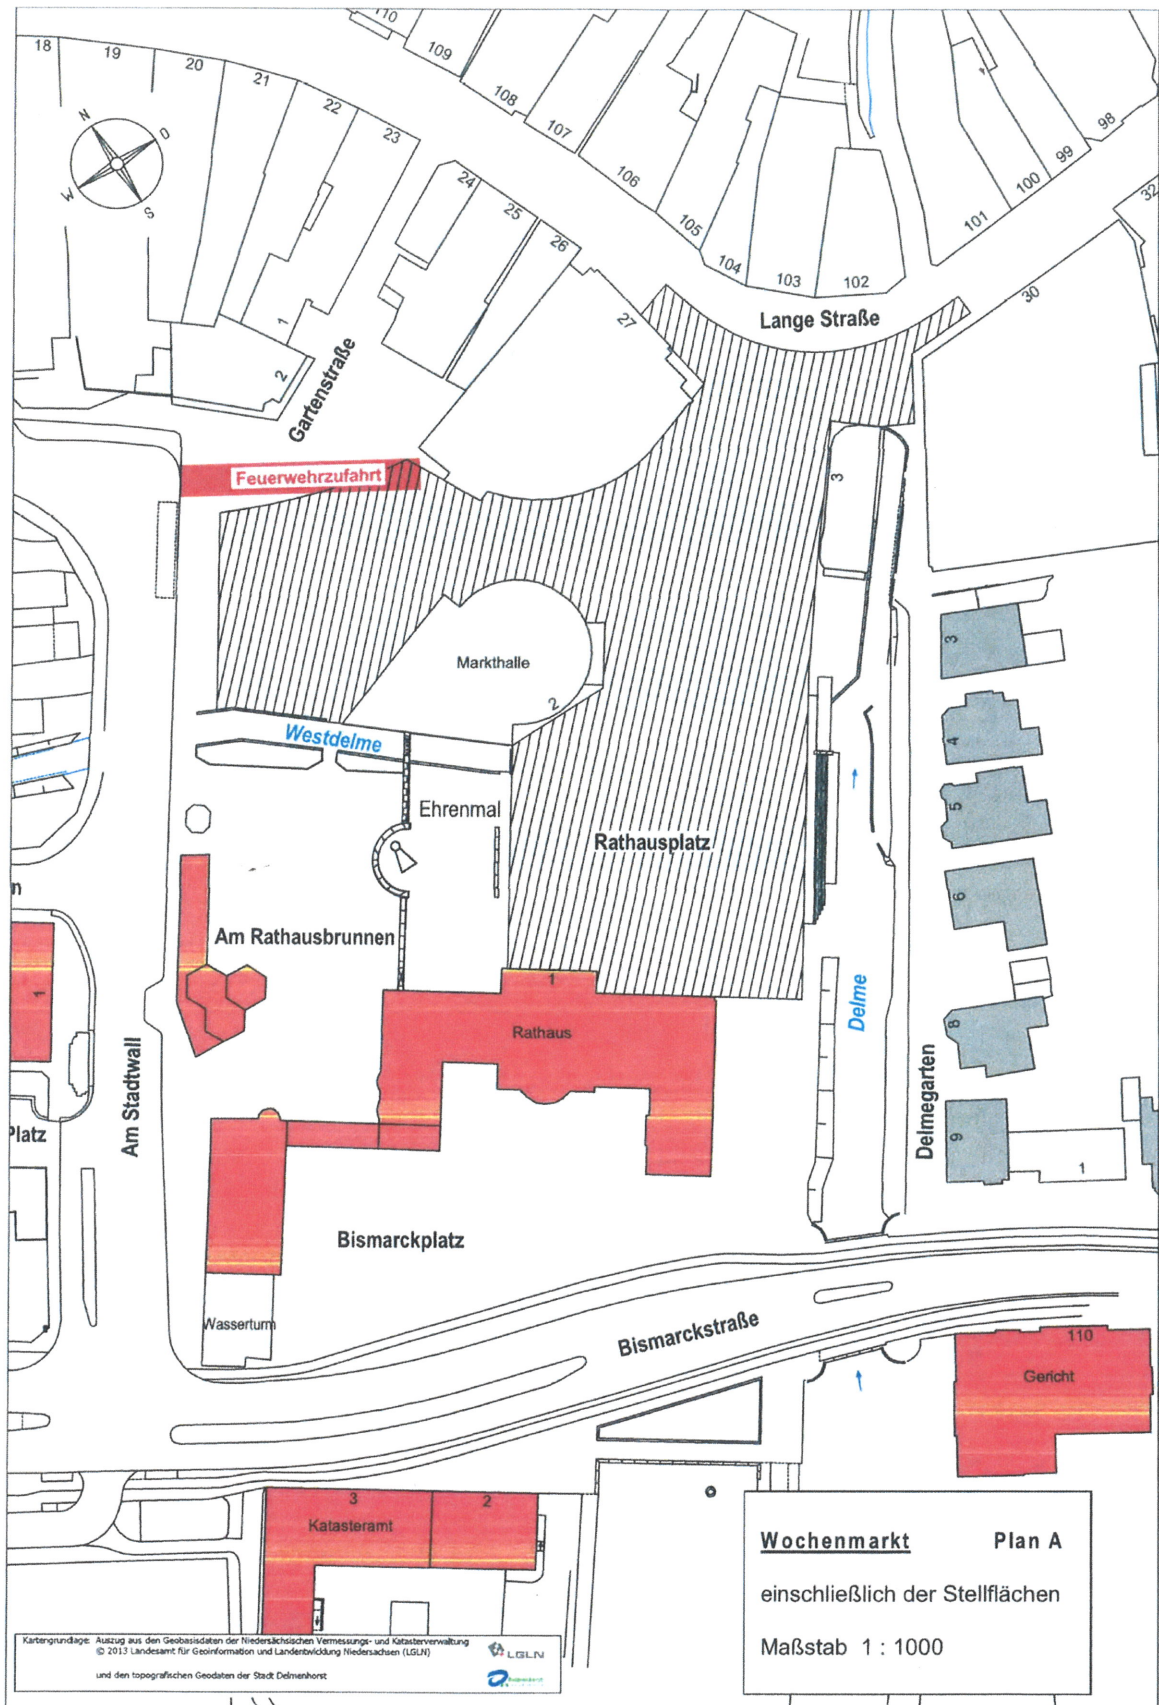 18
19
20
21
22
23
110
109
108
107
106
105
104
103
102
101
100
99
98
32
30
N
O
W
S
24
25
26
27
1
2
Lange Straße
Gartenstraße
Feuerwehrzufahrt
3
Markthalle
2
Westdelme
Ehrenmal
Rathausplatz
3
4
5
6
8
9
1
Am Rathausbrunnen
n
1
1
Rathaus
Delme
Delmegarten
Am Stadtwall
Platz
Bismarckplatz
Wasserturm
Bismarckstraße
110
Gericht
3
2
Katasteramt
Wochenmarkt Plan A
einschließlich der Stellflächen
Maßstab 1 : 1000
Kartengrundlage: Auszug aus den Geobasisdaten der Niedersächsischen Vermessungs- und Katasterverwaltung
© 2013 Landesamt für Geoinformation und Landentwicklung Niedersachsen (LGLN)
und den topografischen Geodaten der Stadt Delmenhorst
LGLN